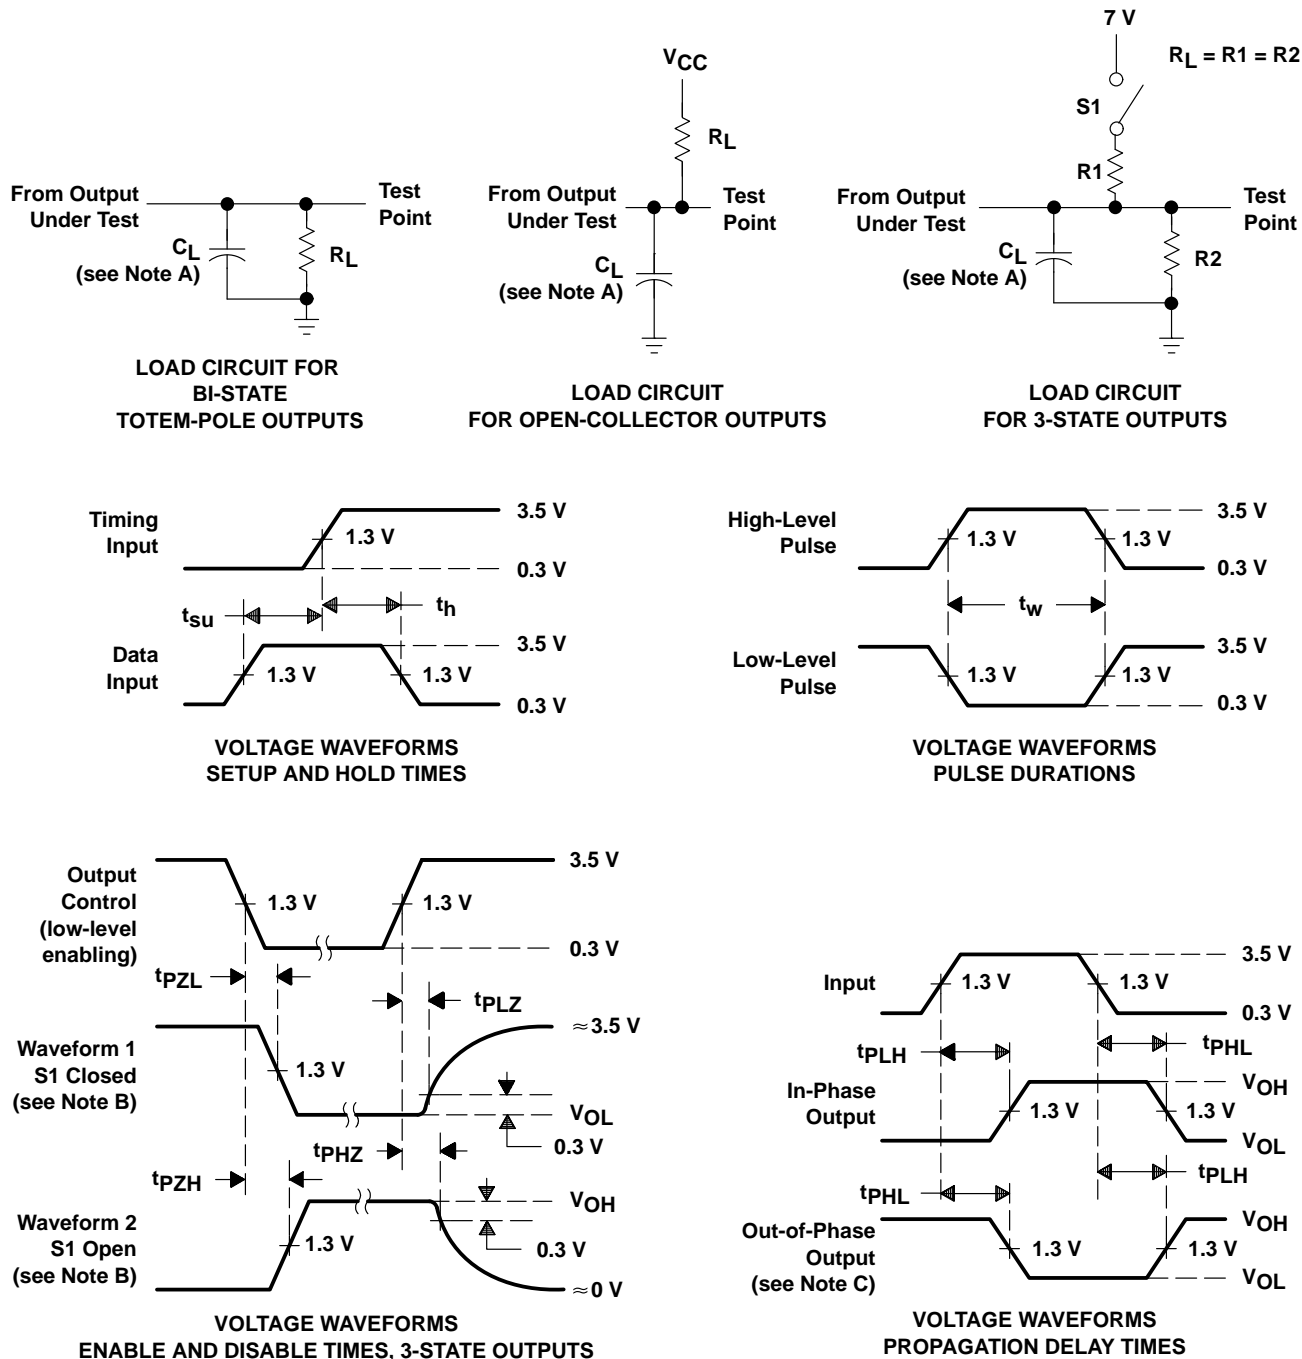 7 V
RL = R1 = R2
S1
R1
From Output
Under Test
Test
Point
CL
(see Note A)
R2
LOAD CIRCUIT
FOR 3-STATE OUTPUTS
VCC
RL
From Output
Under Test
Test
Point
CL
(see Note A)
LOAD CIRCUIT
FOR OPEN-COLLECTOR OUTPUTS
From Output
Under Test
Test
Point
CL
(see Note A)
RL
LOAD CIRCUIT FOR
BI-STATE
TOTEM-POLE OUTPUTS
Timing
Input
1.3 V
3.5 V
0.3 V
tsu
th
Data
Input
1.3 V
1.3 V
3.5 V
0.3 V
VOLTAGE WAVEFORMS
SETUP AND HOLD TIMES
High-Level
Pulse
1.3 V
1.3 V
3.5 V
0.3 V
tw
Low-Level
Pulse
1.3 V
1.3 V
3.5 V
0.3 V
VOLTAGE WAVEFORMS
PULSE DURATIONS
Output
Control
(low-level
enabling)
1.3 V
1.3 V
3.5 V
0.3 V
tPZL
tPLZ
Waveform 1
S1 Closed
(see Note B)
1.3 V
≈3.5 V
VOL
0.3 V
tPHZ
tPZH
Waveform 2
S1 Open
(see Note B)
1.3 V
VOH
0.3 V
≈0 V
VOLTAGE WAVEFORMS
ENABLE AND DISABLE TIMES, 3-STATE OUTPUTS
Input
1.3 V
1.3 V
3.5 V
0.3 V
tPLH
tPHL
In-Phase
Output
1.3 V
1.3 V
VOH
VOL
tPHL
tPLH
Out-of-Phase
Output
(see Note C)
1.3 V
1.3 V
VOH
VOL
VOLTAGE WAVEFORMS
PROPAGATION DELAY TIMES